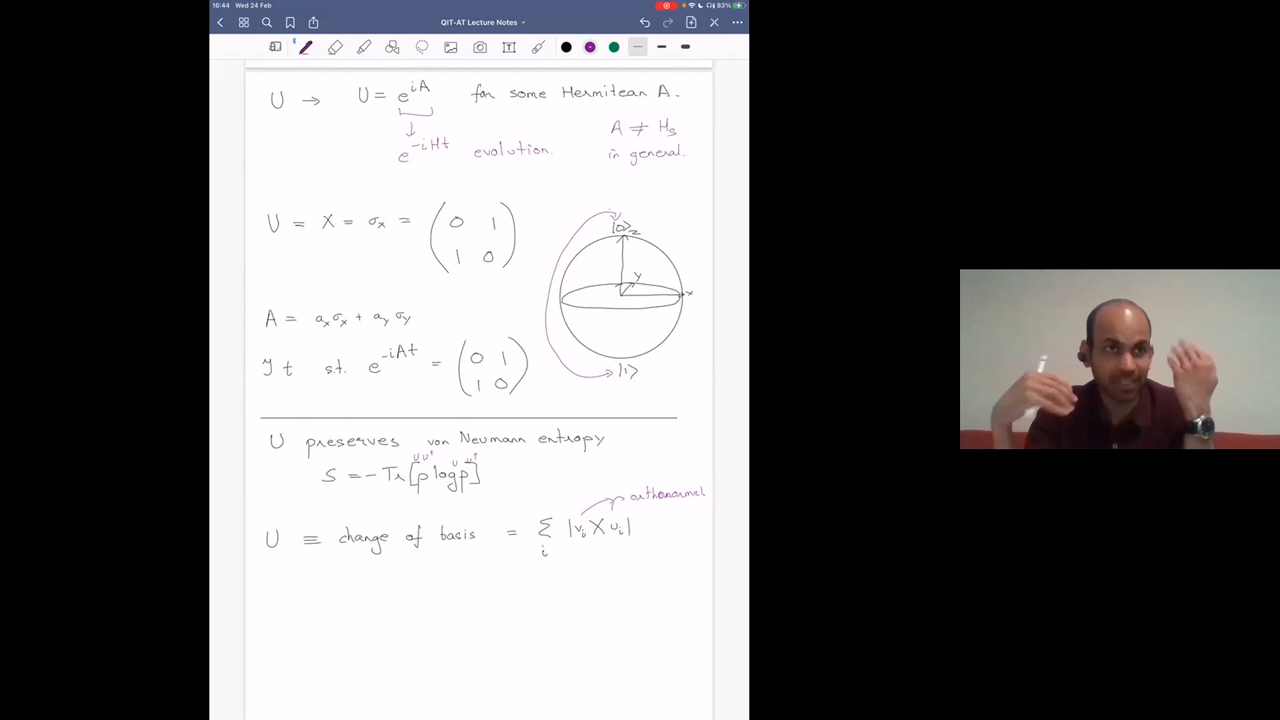 16:44 Wed 24 Feb
83%
QIT-AT Lecture Notes
U → U = e^{iA} for some Hermitean A.
↓
e^{-iHt} evolution.
A ≠ H_S
in general.
U = X = σ_x = ( 0 1
1 0 )
|0⟩
z
y
x
|1⟩
A = a_x σ_x + a_y σ_y
∃ t s.t. e^{-iAt} = ( 0 1
1 0 )
U preserves von Neumann entropy
U U† U U†
S = -Tr[ρ log ρ]
orthonormal
U ≡ change of basis = Σ_i |v_i X u_i|